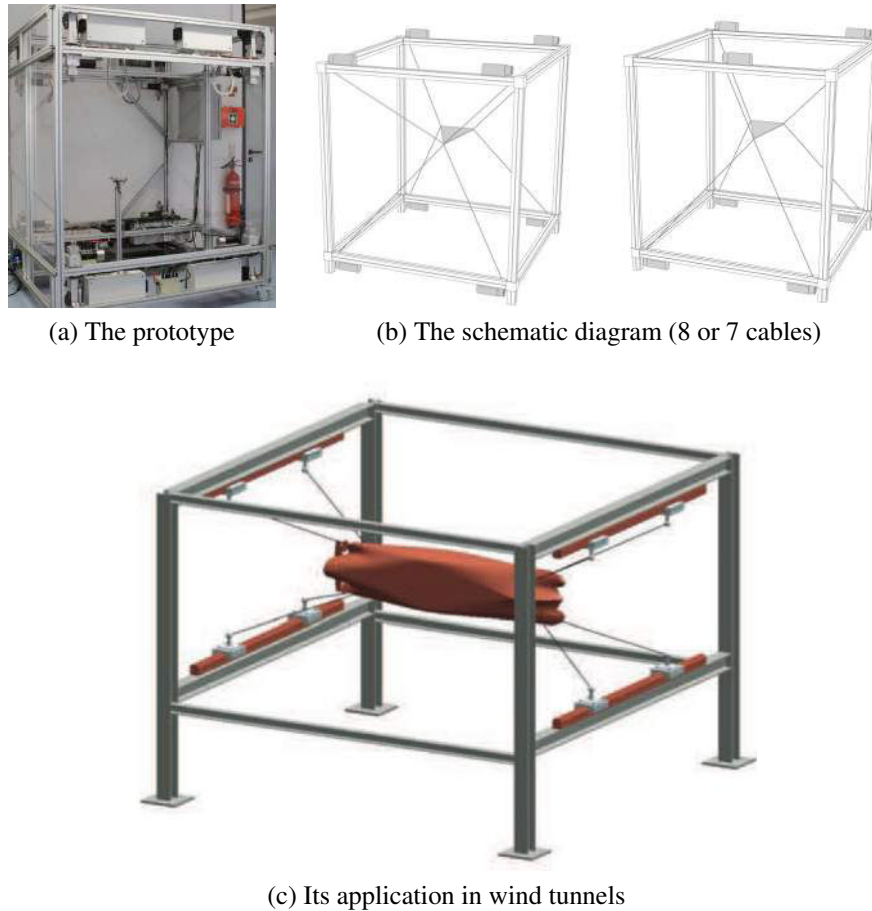 (a) The prototype
(b) The schematic diagram (8 or 7 cables)
(c) Its application in wind tunnels